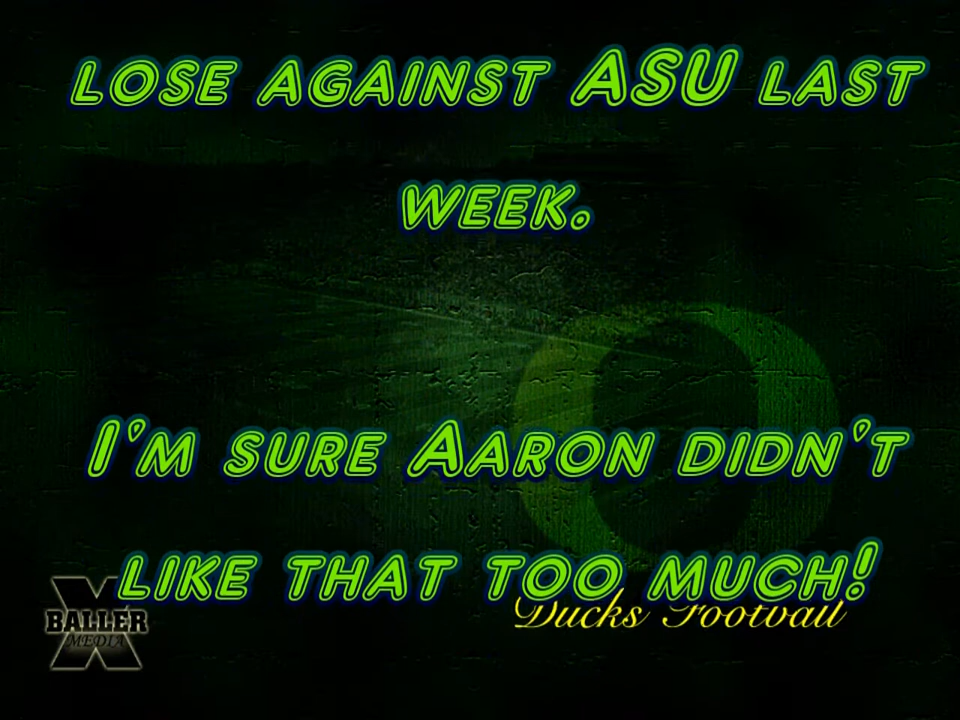 LOSE AGAINST ASU LAST
WEEK.
I'M SURE AARON DIDN'T
LIKE THAT TOO MUCH!
Ducks Football
X
BALLER
MEDIA